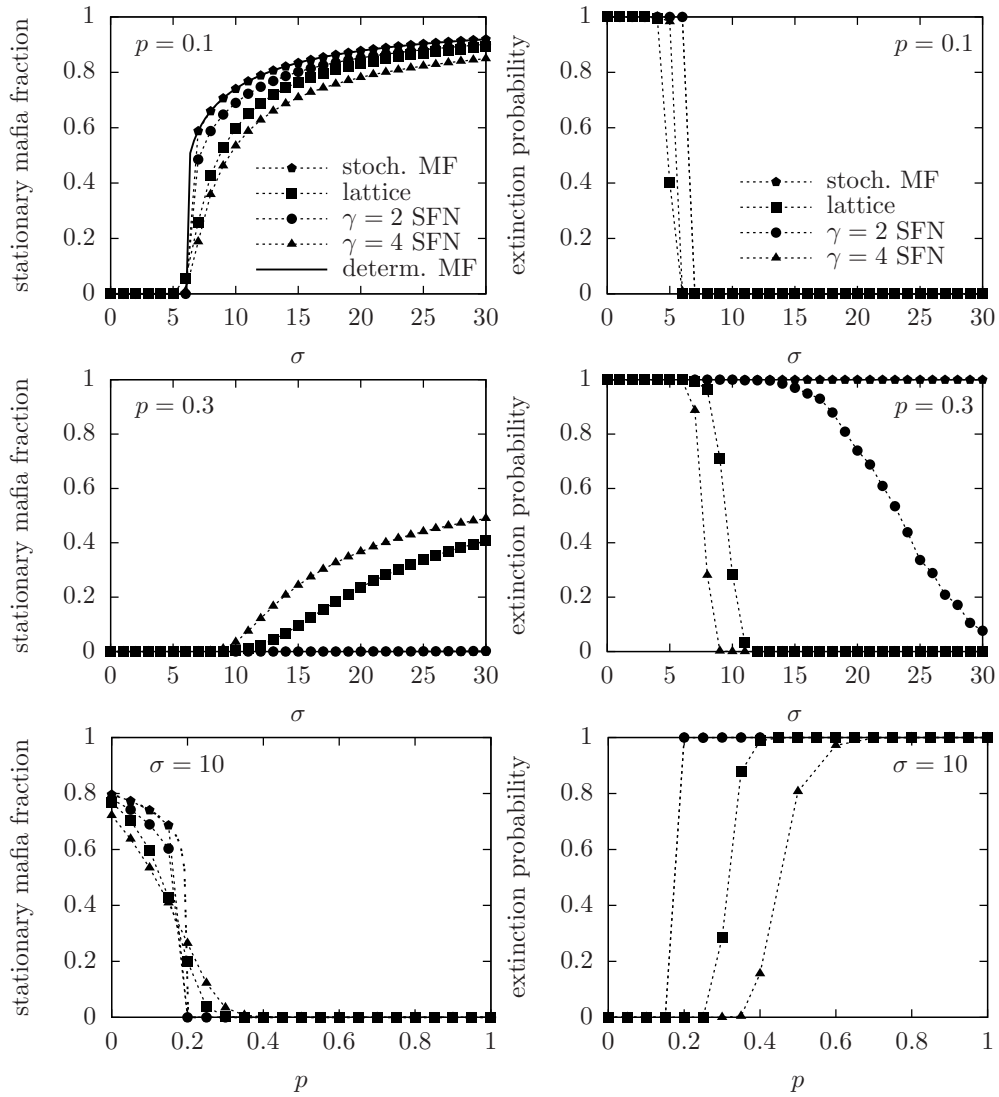 stationary mafia fraction
1
0.8
0.6
0.4
0.2
0
p = 0.1
stoch. MF
lattice
γ = 2 SFN
γ = 4 SFN
determ. MF
0 5 10 15 20 25 30
σ
extinction probability
1
0.8
0.6
0.4
0.2
0
p = 0.1
stoch. MF
lattice
γ = 2 SFN
γ = 4 SFN
0 5 10 15 20 25 30
σ
stationary mafia fraction
1
0.8
0.6
0.4
0.2
0
p = 0.3
0 5 10 15 20 25 30
σ
extinction probability
1
0.8
0.6
0.4
0.2
0
p = 0.3
0 5 10 15 20 25 30
σ
stationary mafia fraction
1
0.8
0.6
0.4
0.2
0
σ = 10
0 0.2 0.4 0.6 0.8 1
p
extinction probability
1
0.8
0.6
0.4
0.2
0
σ = 10
0 0.2 0.4 0.6 0.8 1
p